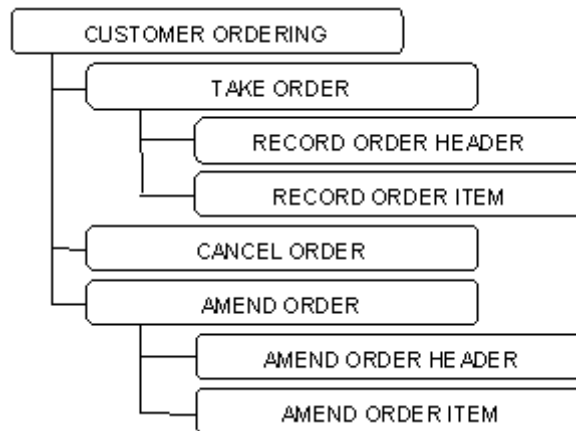 CUSTOMER ORDERING
TAKE ORDER
RECORD ORDER HEADER
RECORD ORDER ITEM
CANCEL ORDER
AMEND ORDER
AMEND ORDER HEADER
AMEND ORDER ITEM